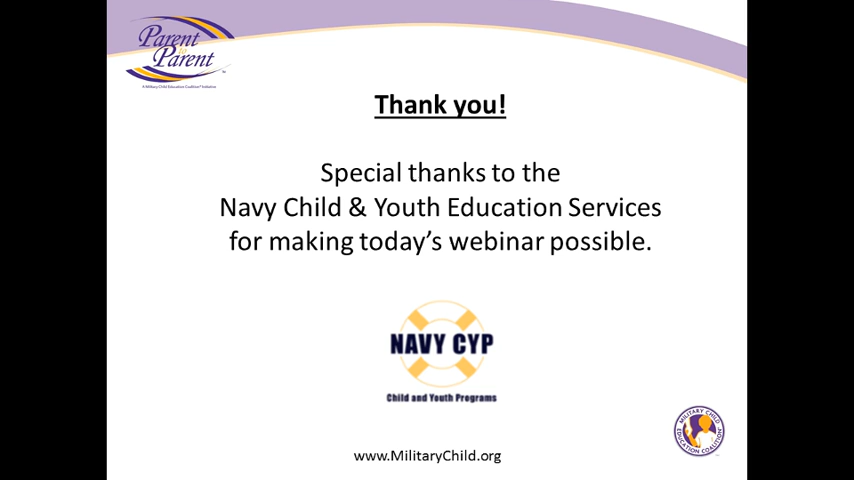 Parent
to
Parent
A Military Child Education Coalition® Initiative
Thank you!
Special thanks to the
Navy Child & Youth Education Services
for making today's webinar possible.
NAVY CYP
Child and Youth Programs
MILITARY CHILD
EDUCATION COALITION
www.MilitaryChild.org